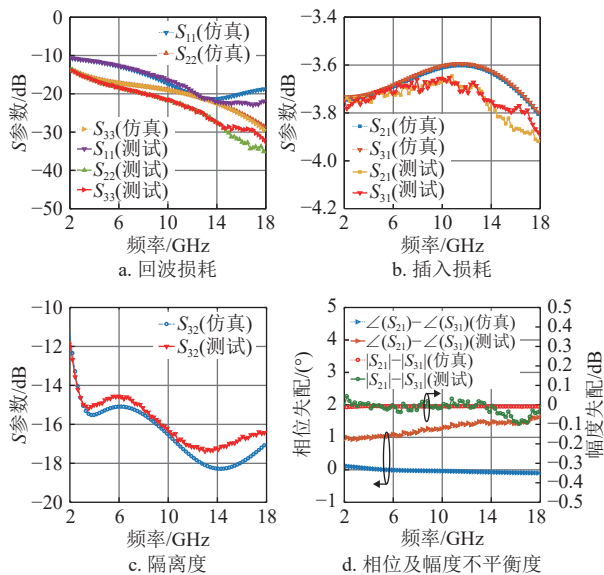 0
−10
−20
−30
−40
−50
S参数/dB
S11(仿真)
S22(仿真)
S33(仿真)
S11(测试)
S22(测试)
S33(测试)
2 6 10 14 18
频率/GHz
a. 回波损耗
−3.4
−3.6
−3.8
−4.0
−4.2
S参数/dB
S21(仿真)
S31(仿真)
S21(测试)
S31(测试)
2 6 10 14 18
频率/GHz
b. 插入损耗
−10
−12
−14
−16
−18
−20
S参数/dB
S32(仿真)
S32(测试)
2 6 10 14 18
频率/GHz
c. 隔离度
5
4
3
2
1
0
−1
相位失配/(°)
∠(S21)−∠(S31)(仿真)
∠(S21)−∠(S31)(测试)
|S21|−|S31|(仿真)
|S21|−|S31|(测试)
0.5
0.4
0.3
0.2
0.1
0
−0.1
−0.2
−0.3
−0.4
−0.5
幅度失配/dB
2 6 10 14 18
频率/GHz
d. 相位及幅度不平衡度